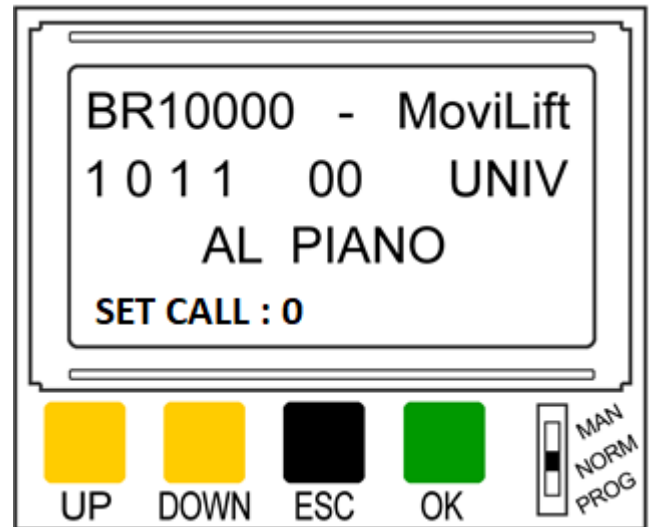 BR10000 - MoviLift
1 0 1 1 00 UNIV
AL PIANO
SET CALL : 0
UP DOWN ESC OK
MAN
NORM
PROG